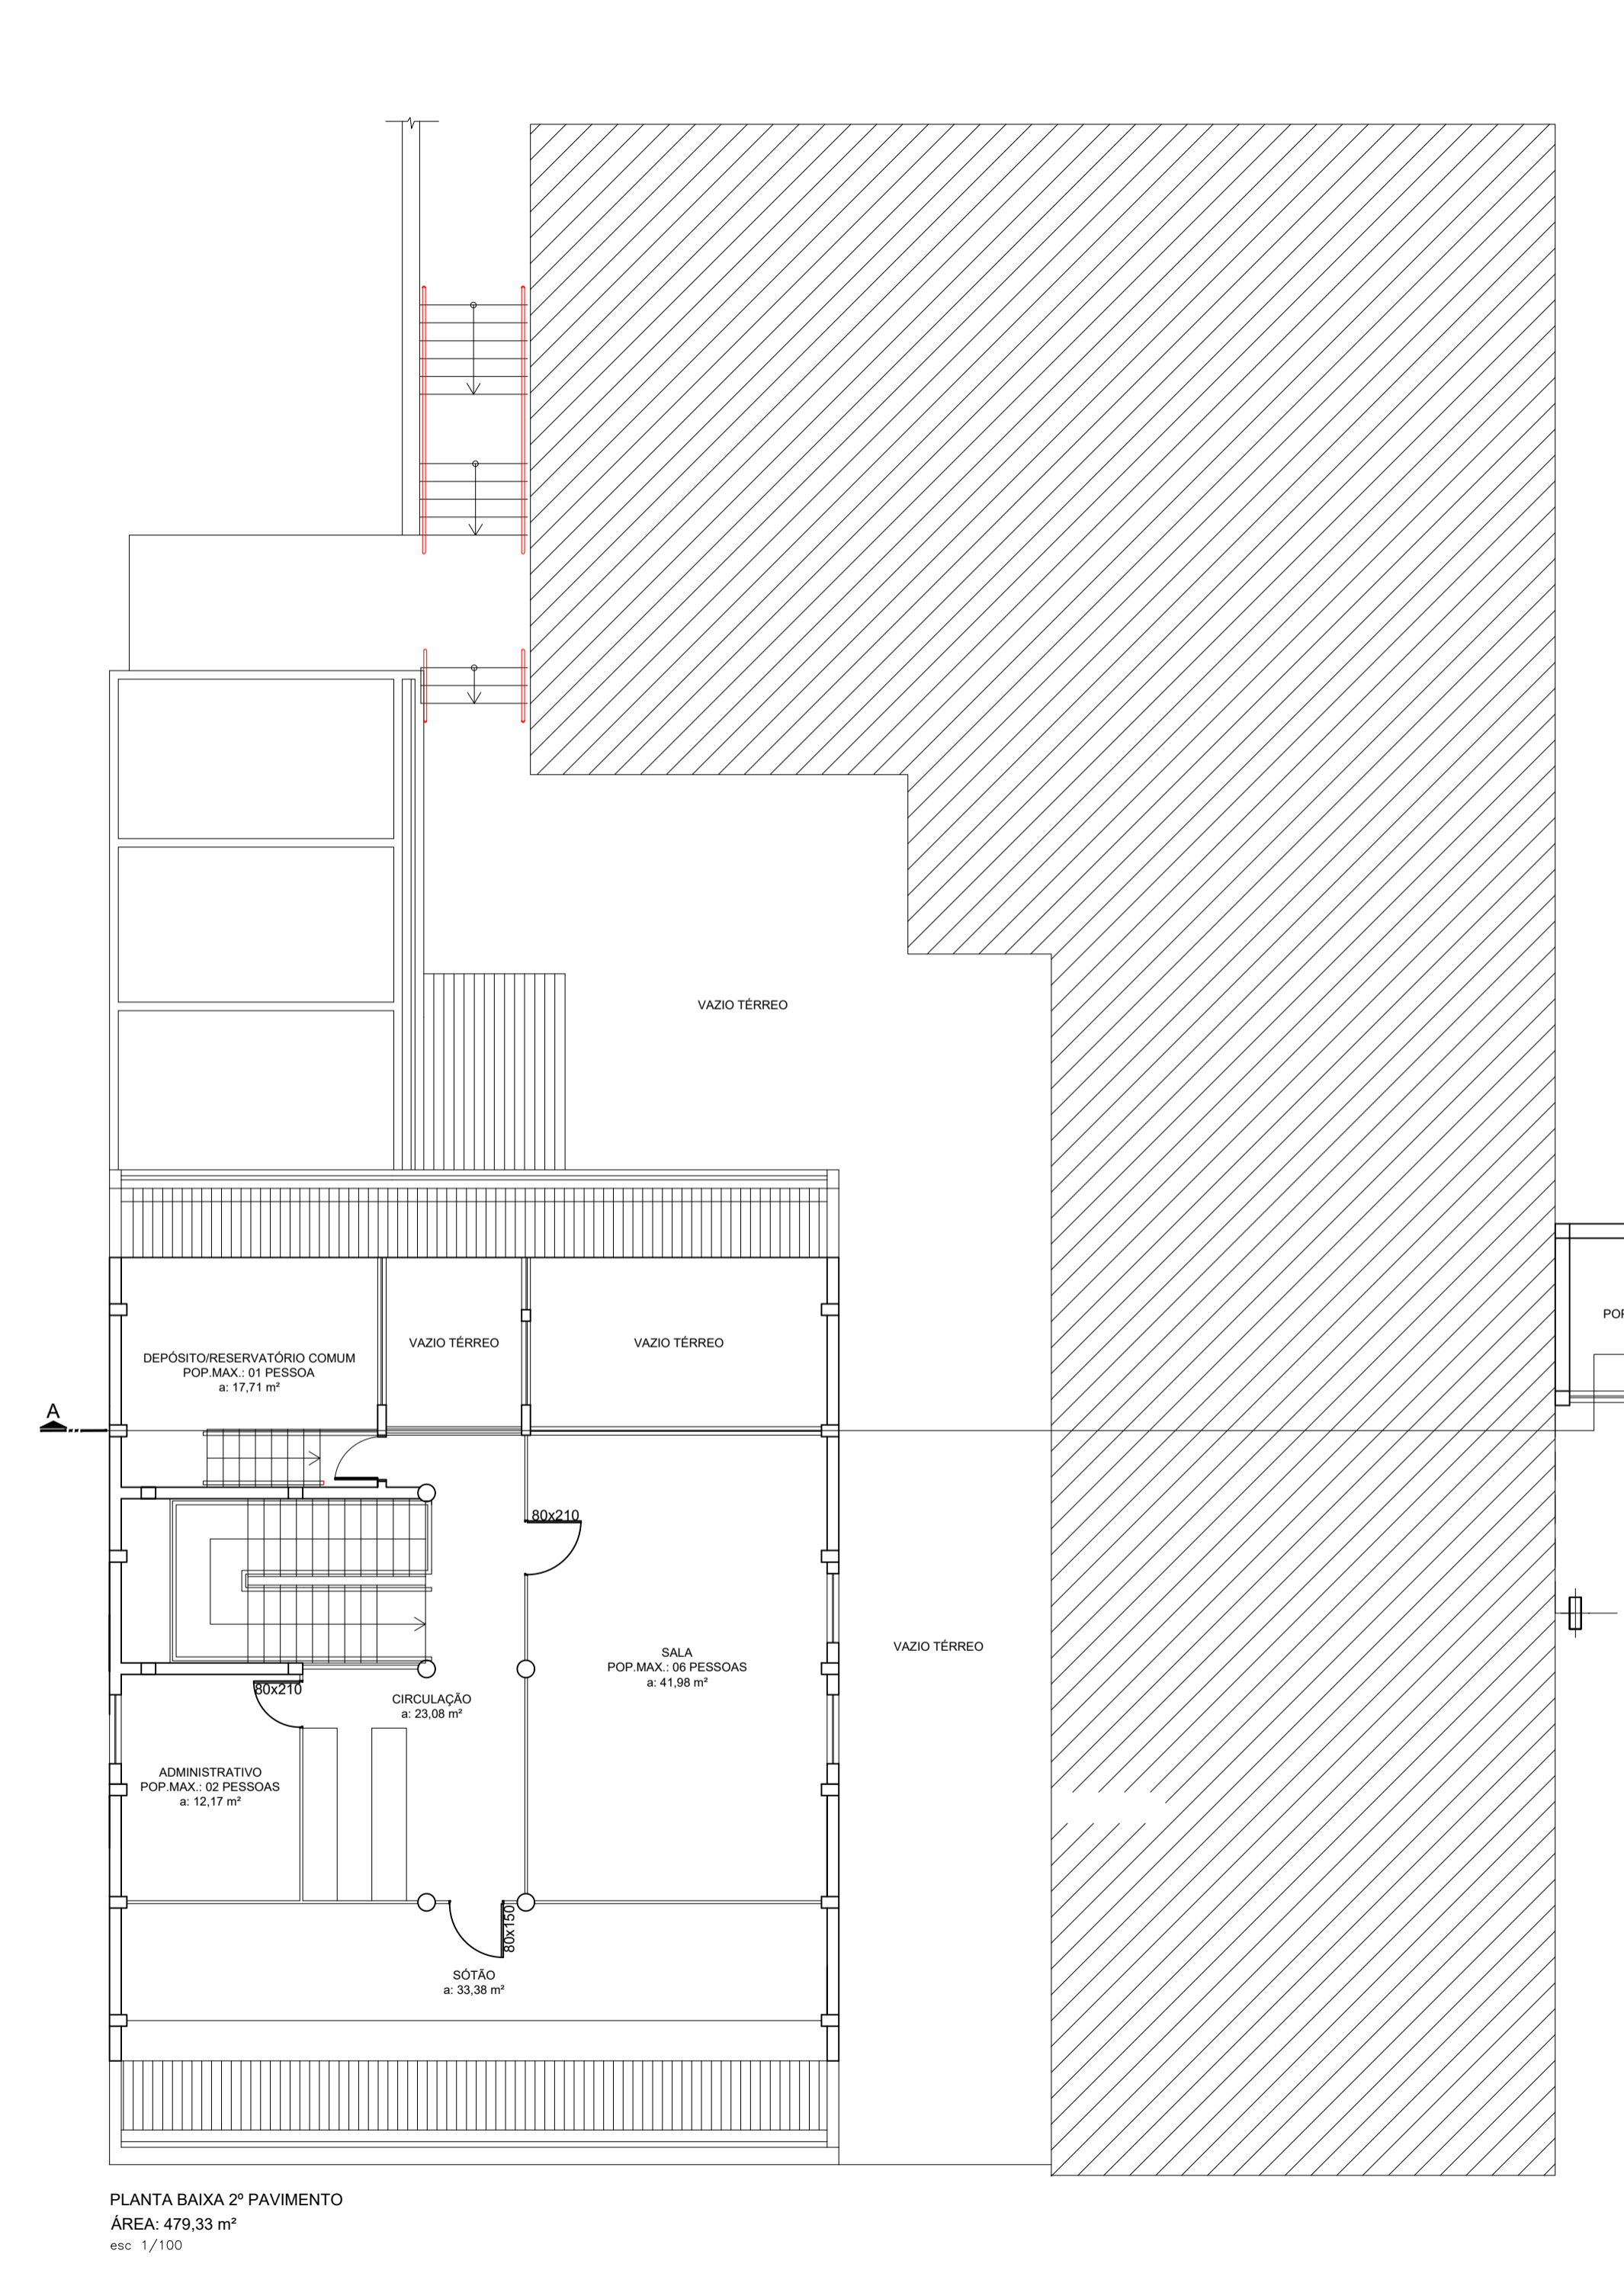 VAZIO TÉRREO
VAZIO TÉRREO
VAZIO TÉRREO
DEPÓSITO/RESERVATÓRIO COMUM
POP.MAX.: 01 PESSOA
a: 17,71 m²
A
80x210
SALA
POP.MAX.: 06 PESSOAS
a: 41,98 m²
VAZIO TÉRREO
80x210
CIRCULAÇÃO
a: 23,08 m²
ADMINISTRATIVO
POP.MAX.: 02 PESSOAS
a: 12,17 m²
80x150
SÓTÃO
a: 33,38 m²
PLANTA BAIXA 2º PAVIMENTO
ÁREA: 479,33 m²
esc 1/100